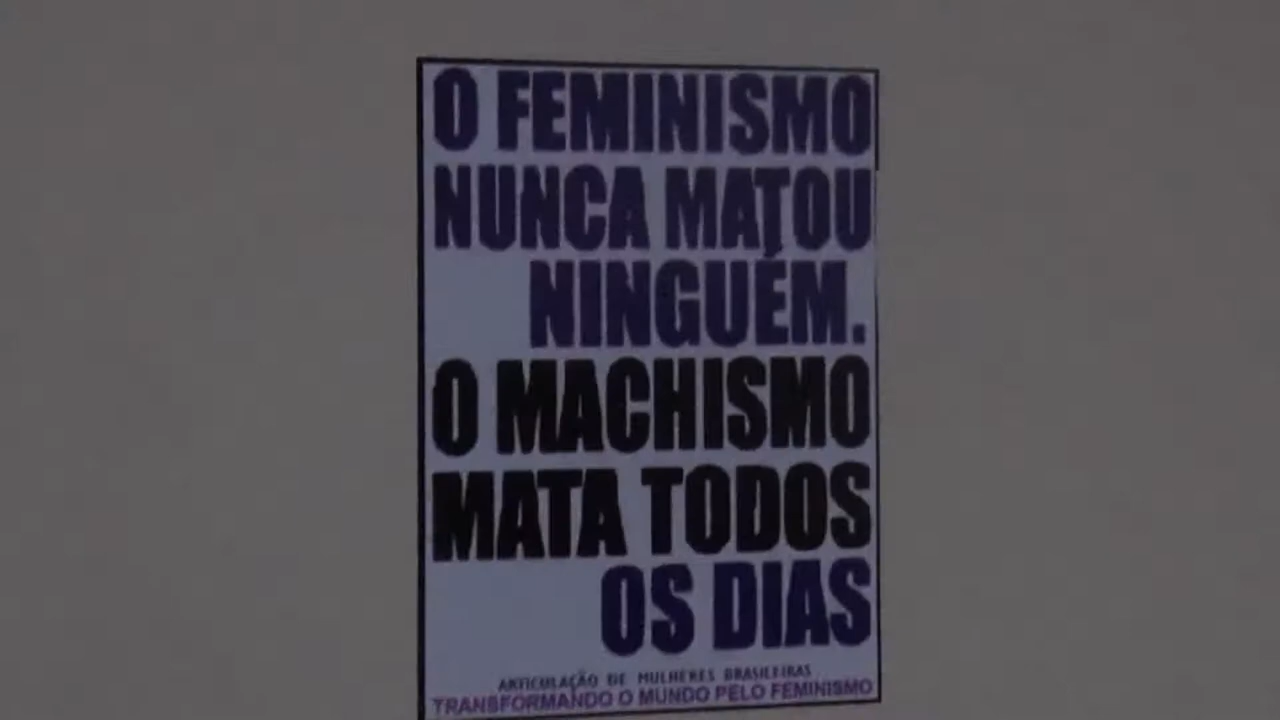 O FEMINISMO
NUNCA MATOU
NINGUÉM.
O MACHISMO
MATA TODOS
OS DIAS
ARTICULAÇÃO DE MULHERES BRASILEIRAS
TRANSFORMANDO O MUNDO PELO FEMINISMO